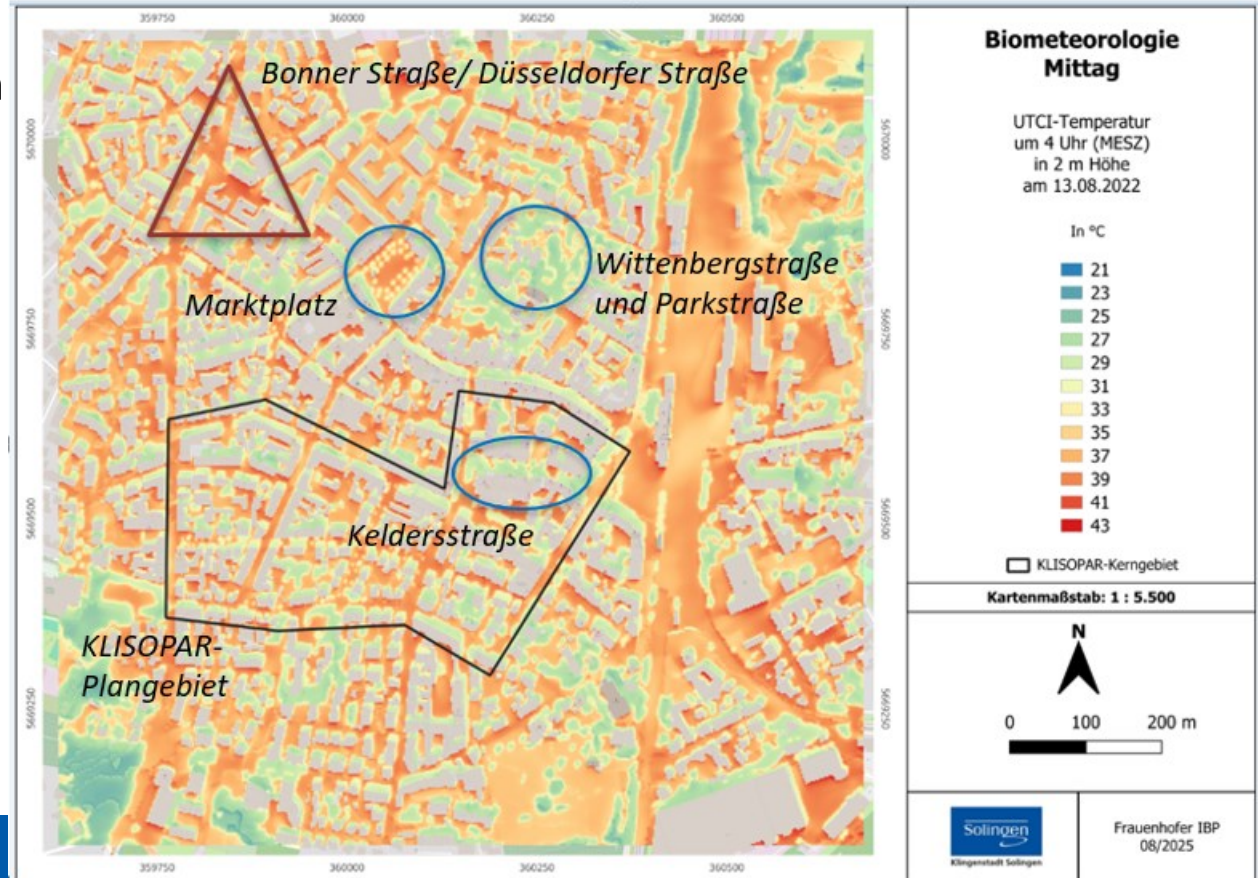 359750
360000
360250
360500
5670000
5669750
5669500
5669250
Bonner Straße/ Düsseldorfer Straße
Marktplatz
Wittenbergstraße
und Parkstraße
Keldersstraße
KLISOPAR-
Plangebiet
5670000
5669750
5669500
5669250
359750
360000
360250
360500
Biometeorologie
Mittag
UTCI-Temperatur
um 4 Uhr (MESZ)
in 2 m Höhe
am 13.08.2022
In °C
21
23
25
27
29
31
33
35
37
39
41
43
KLISOPAR-Kerngebiet
Kartenmaßstab: 1 : 5.500
N
0 100 200 m
Solingen
Klingenstadt Solingen
Frauenhofer IBP
08/2025